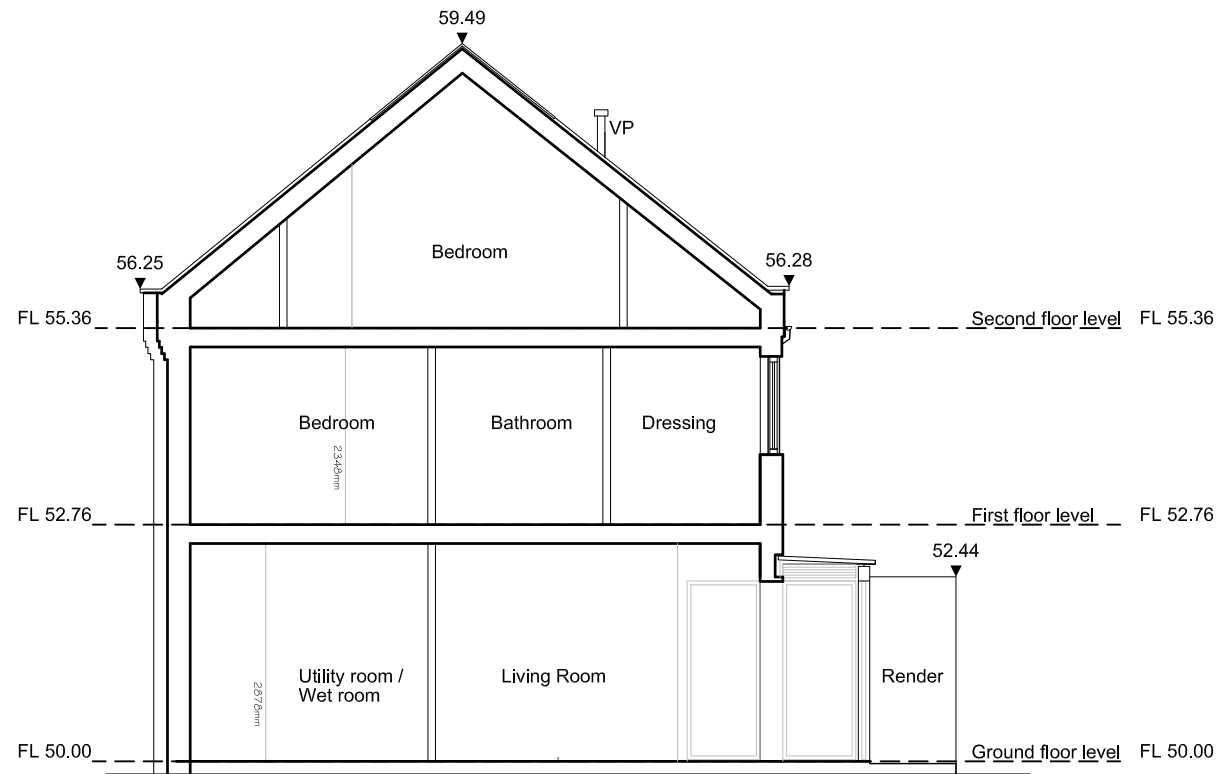 59.49
VP
Bedroom
56.25
56.28
FL 55.36
Second floor level FL 55.36
Bedroom
Bathroom
Dressing
2348mm
FL 52.76
First floor level FL 52.76
52.44
Utility room /
Wet room
Living Room
Render
2878mm
FL 50.00
Ground floor level FL 50.00